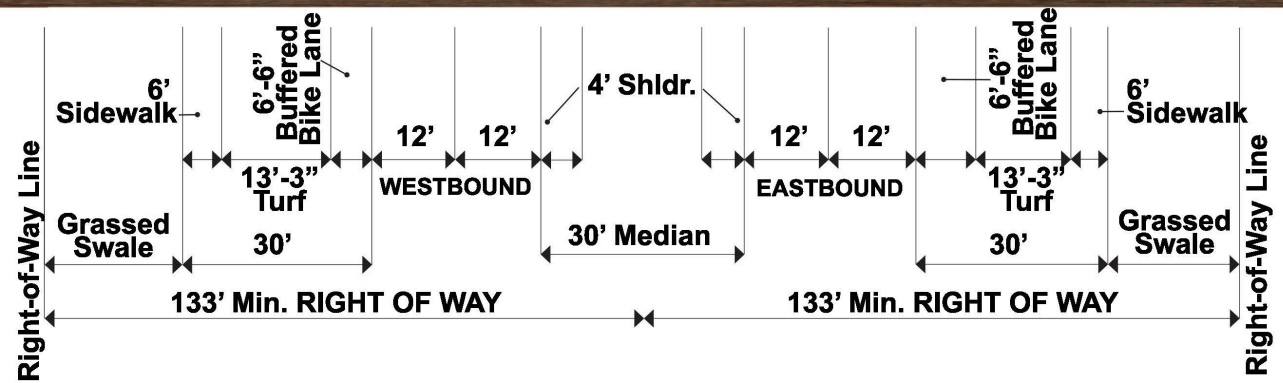 Right-of-Way Line
6’
Sidewalk
6’-6”
Buffered
Bike Lane
4’ Shldr.
6’-6”
Buffered
Bike Lane
6’
Sidewalk
Right-of-Way Line
12’
12’
12’
12’
13’-3”
Turf
WESTBOUND
EASTBOUND
13’-3”
Turf
Grassed
Swale
30’
30’ Median
30’
Grassed
Swale
133’ Min. RIGHT OF WAY
133’ Min. RIGHT OF WAY